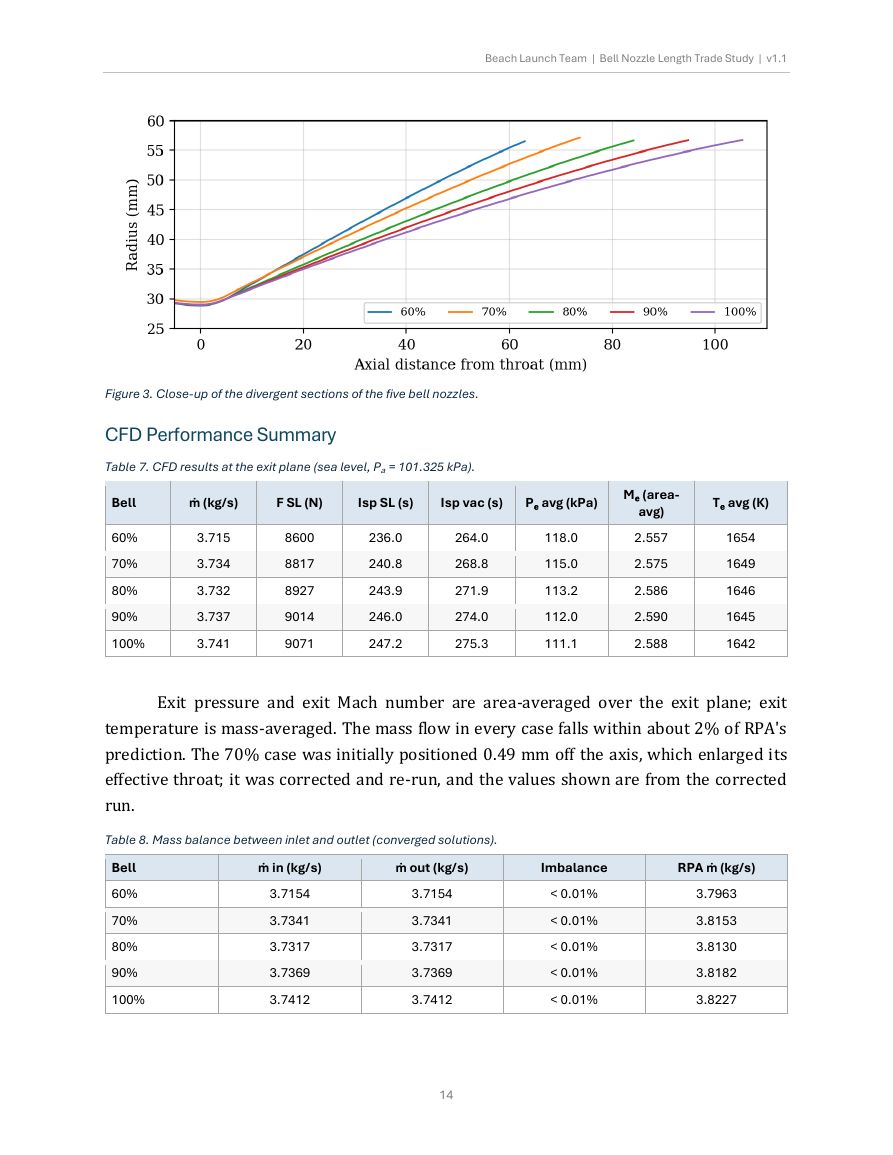 Beach Launch Team | Bell Nozzle Length Trade Study | v1.1
60
55
50
45
40
35
30
25
Radius (mm)
60% 70% 80% 90% 100%
0 20 40 60 80 100
Axial distance from throat (mm)
Figure 3. Close-up of the divergent sections of the five bell nozzles.
CFD Performance Summary
Table 7. CFD results at the exit plane (sea level, Pₐ = 101.325 kPa).
Bell ṁ (kg/s) F SL (N) Isp SL (s) Isp vac (s) Pₑ avg (kPa) Mₑ (area-
avg) Tₑ avg (K)
60% 3.715 8600 236.0 264.0 118.0 2.557 1654
70% 3.734 8817 240.8 268.8 115.0 2.575 1649
80% 3.732 8927 243.9 271.9 113.2 2.586 1646
90% 3.737 9014 246.0 274.0 112.0 2.590 1645
100% 3.741 9071 247.2 275.3 111.1 2.588 1642
Exit pressure and exit Mach number are area-averaged over the exit plane; exit
temperature is mass-averaged. The mass flow in every case falls within about 2% of RPA's
prediction. The 70% case was initially positioned 0.49 mm off the axis, which enlarged its
effective throat; it was corrected and re-run, and the values shown are from the corrected
run.
Table 8. Mass balance between inlet and outlet (converged solutions).
Bell ṁ in (kg/s) ṁ out (kg/s) Imbalance RPA ṁ (kg/s)
60% 3.7154 3.7154 < 0.01% 3.7963
70% 3.7341 3.7341 < 0.01% 3.8153
80% 3.7317 3.7317 < 0.01% 3.8130
90% 3.7369 3.7369 < 0.01% 3.8182
100% 3.7412 3.7412 < 0.01% 3.8227
14